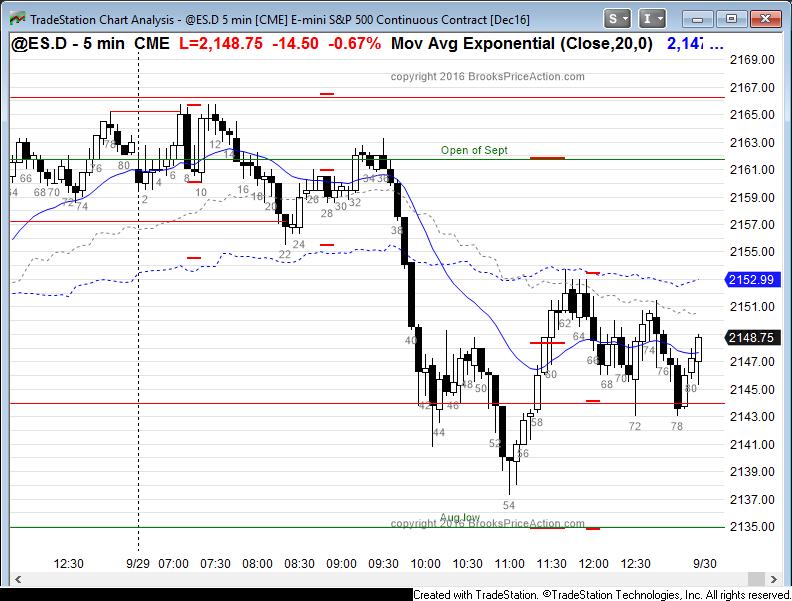 TradeStation Chart Analysis - @ES.D 5 min [CME] E-mini S&P 500 Continuous Contract [Dec16]
S
I
@ES.D - 5 min CME L=2,148.75 -14.50 -0.67% Mov Avg Exponential (Close,20,0) 2,147 ...
2169.00
copyright 2016 BrooksPriceAction.com
2167.00
2165.00
2163.00
Open of Sept
2161.00
2159.00
2157.00
2155.00
2152.99
2151.00
2148.75
2147.00
2145.00
2143.00
2141.00
2139.00
2137.00
2135.00
66 68 70 72 74 76 78 80 2 4 6 8 10 12 14 16 18 20 22 24 26 28 30 32 34 36 38 40 42 44 46 48 50 52 54 56 58 60 62 64 66 68 70 72 74 76 78 80
Aug low
copyright 2016 BrooksPriceAction.com
12:30 9/29 07:00 07:30 08:00 08:30 09:00 09:30 10:00 10:30 11:00 11:30 12:00 12:30 9/30
Created with TradeStation. ©TradeStation Technologies, Inc. All rights reserved.